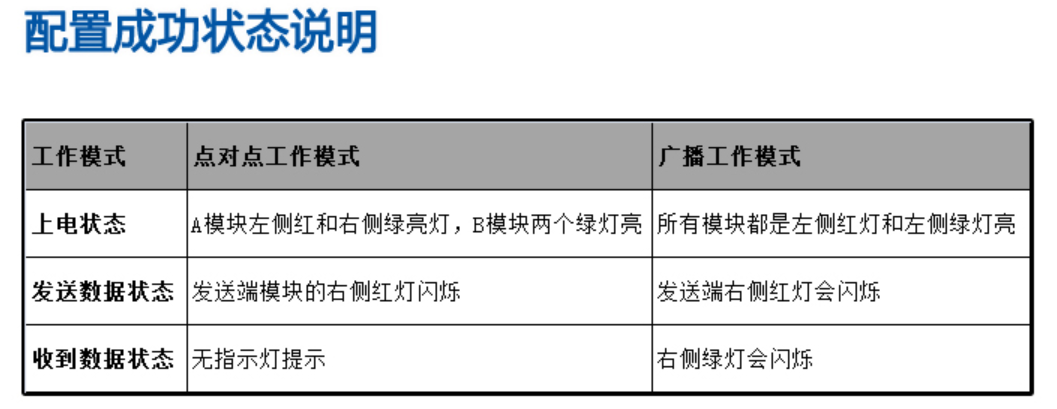 配置成功状态说明
工作模式 点对点工作模式 广播工作模式
上电状态 A模块左侧红和右侧绿亮灯，B模块两个绿灯亮 所有模块都是左侧红灯和左侧绿灯亮
发送数据状态 发送端模块的右侧红灯闪烁 发送端右侧红灯会闪烁
收到数据状态 无指示灯提示 右侧绿灯会闪烁